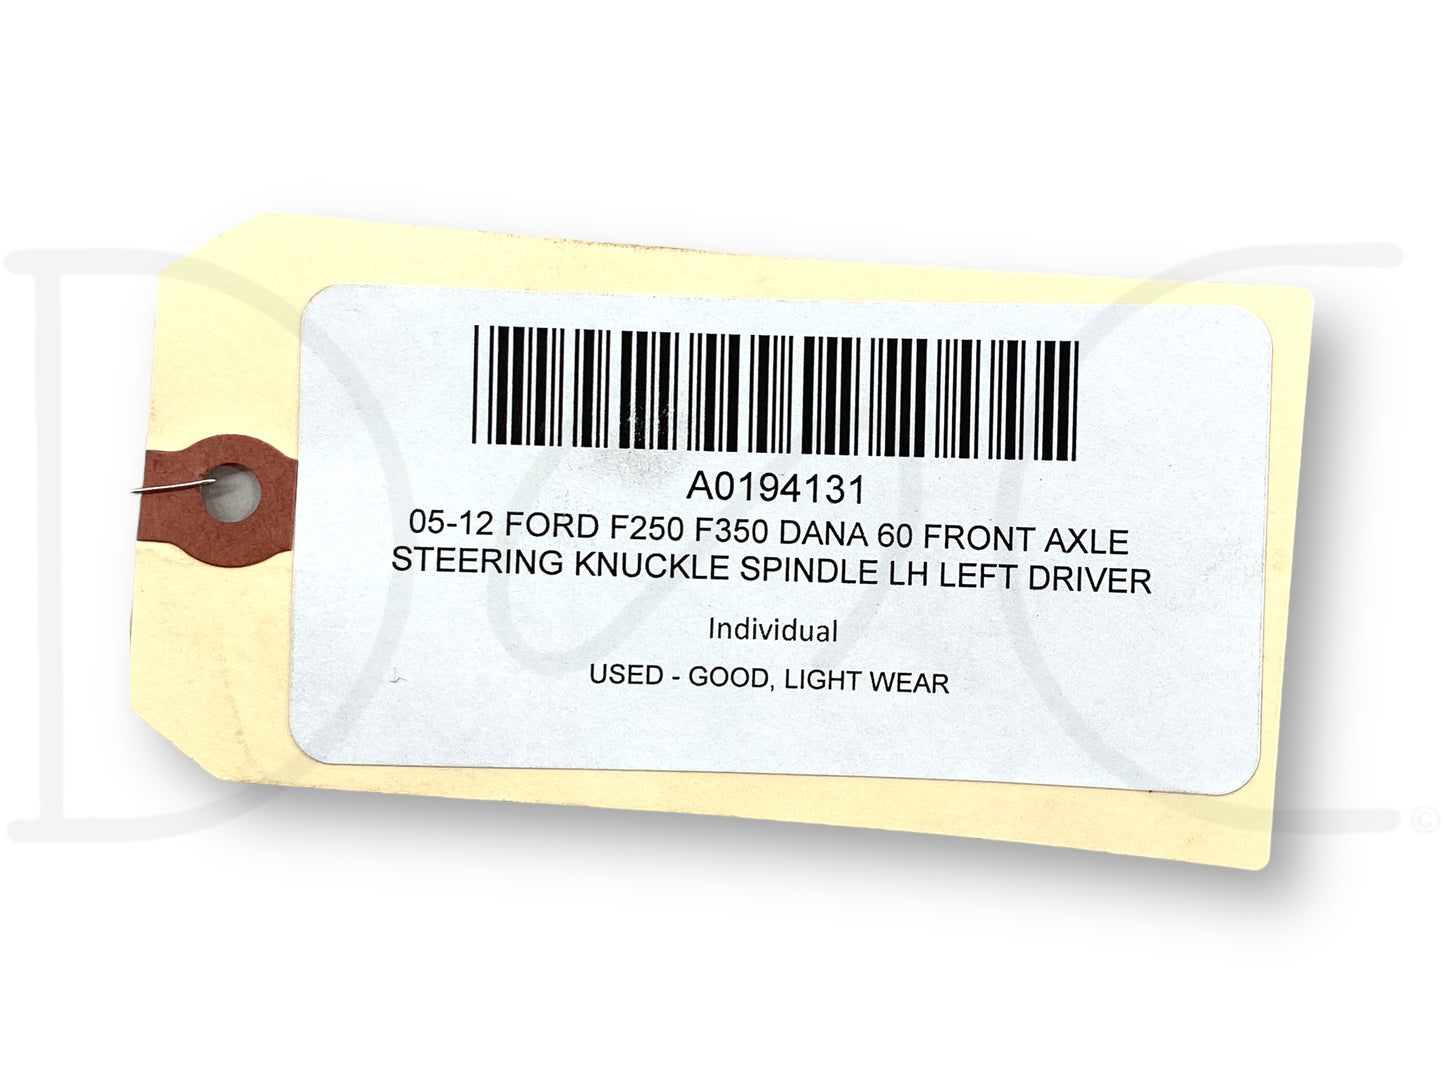 A0194131
05-12 FORD F250 F350 DANA 60 FRONT AXLE
STEERING KNUCKLE SPINDLE LH LEFT DRIVER
Individual
USED - GOOD, LIGHT WEAR
D C ©